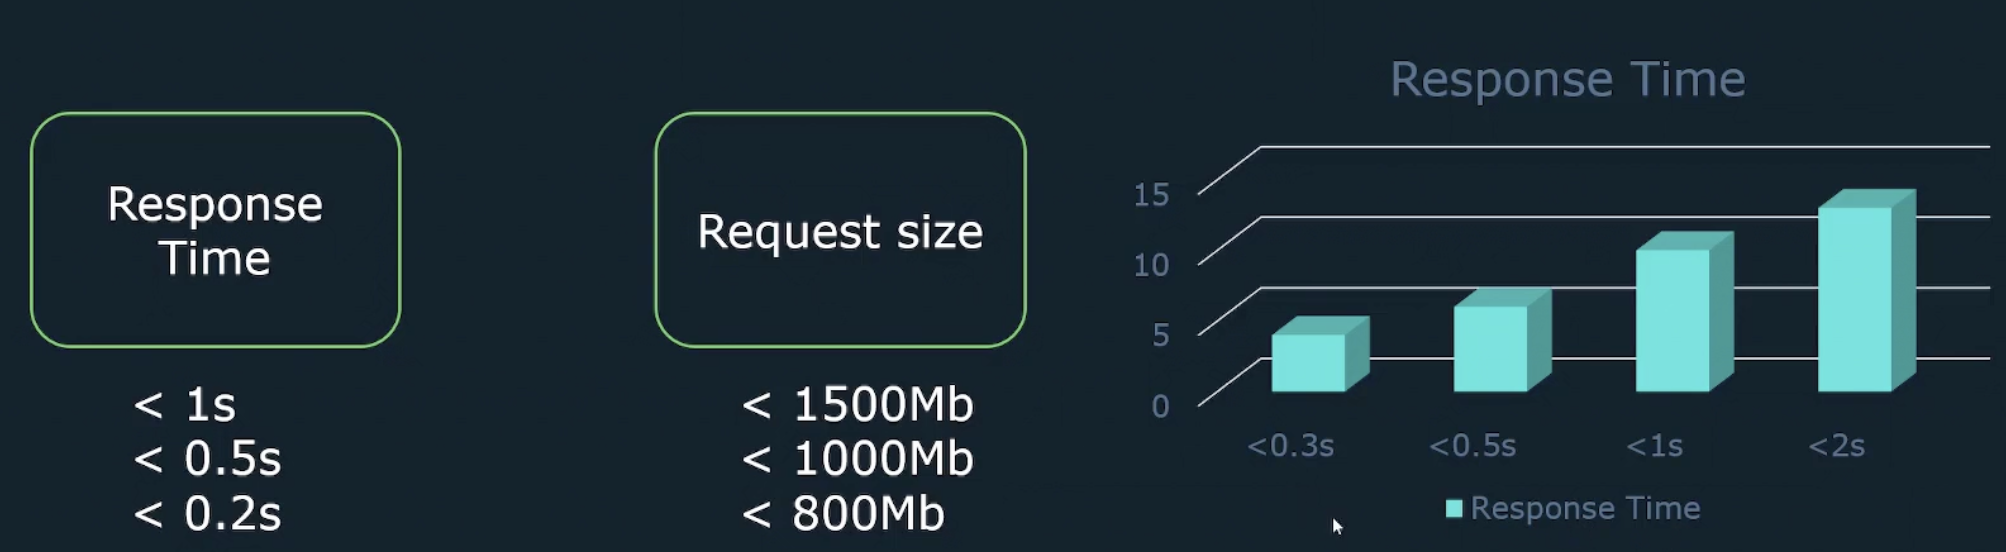 Response
Time
< 1s
< 0.5s
< 0.2s
Request size
< 1500Mb
< 1000Mb
< 800Mb
Response Time
15
10
5
0
<0.3s
<0.5s
<1s
<2s
Response Time